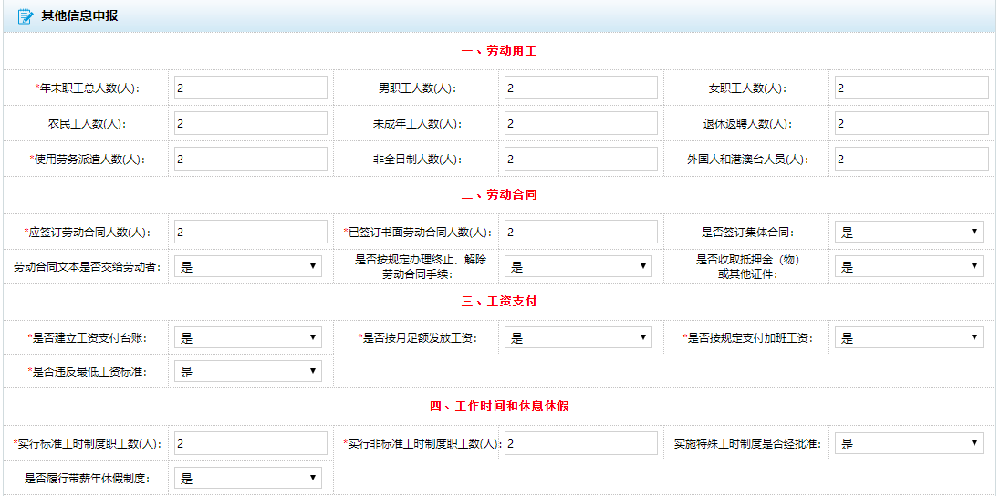 其他信息申报
一、劳动用工
*年末职工总人数(人)： 2 男职工人数(人)： 2 女职工人数(人)： 2
农民工人数(人)： 2 未成年工人数(人)： 2 退休返聘人数(人)： 2
*使用劳务派遣人数(人)： 2 非全日制人数(人)： 2 外国人和港澳台人员(人)： 2
二、劳动合同
*应签订劳动合同人数(人)： 2 *已签订书面劳动合同人数(人)： 2 是否签订集体合同： 是
劳动合同文本是否交给劳动者： 是 是否按规定办理终止、解除
劳动合同手续： 是 是否收取抵押金（物）
或其他证件： 是
三、工资支付
*是否建立工资支付台账： 是 *是否按月足额发放工资： 是 *是否按规定支付加班工资： 是
*是否违反最低工资标准： 是
四、工作时间和休息休假
*实行标准工时制度职工数(人)： 2 *实行非标准工时制度职工数(人)： 2 实施特殊工时制度是否经批准： 是
是否履行带薪年休假制度： 是